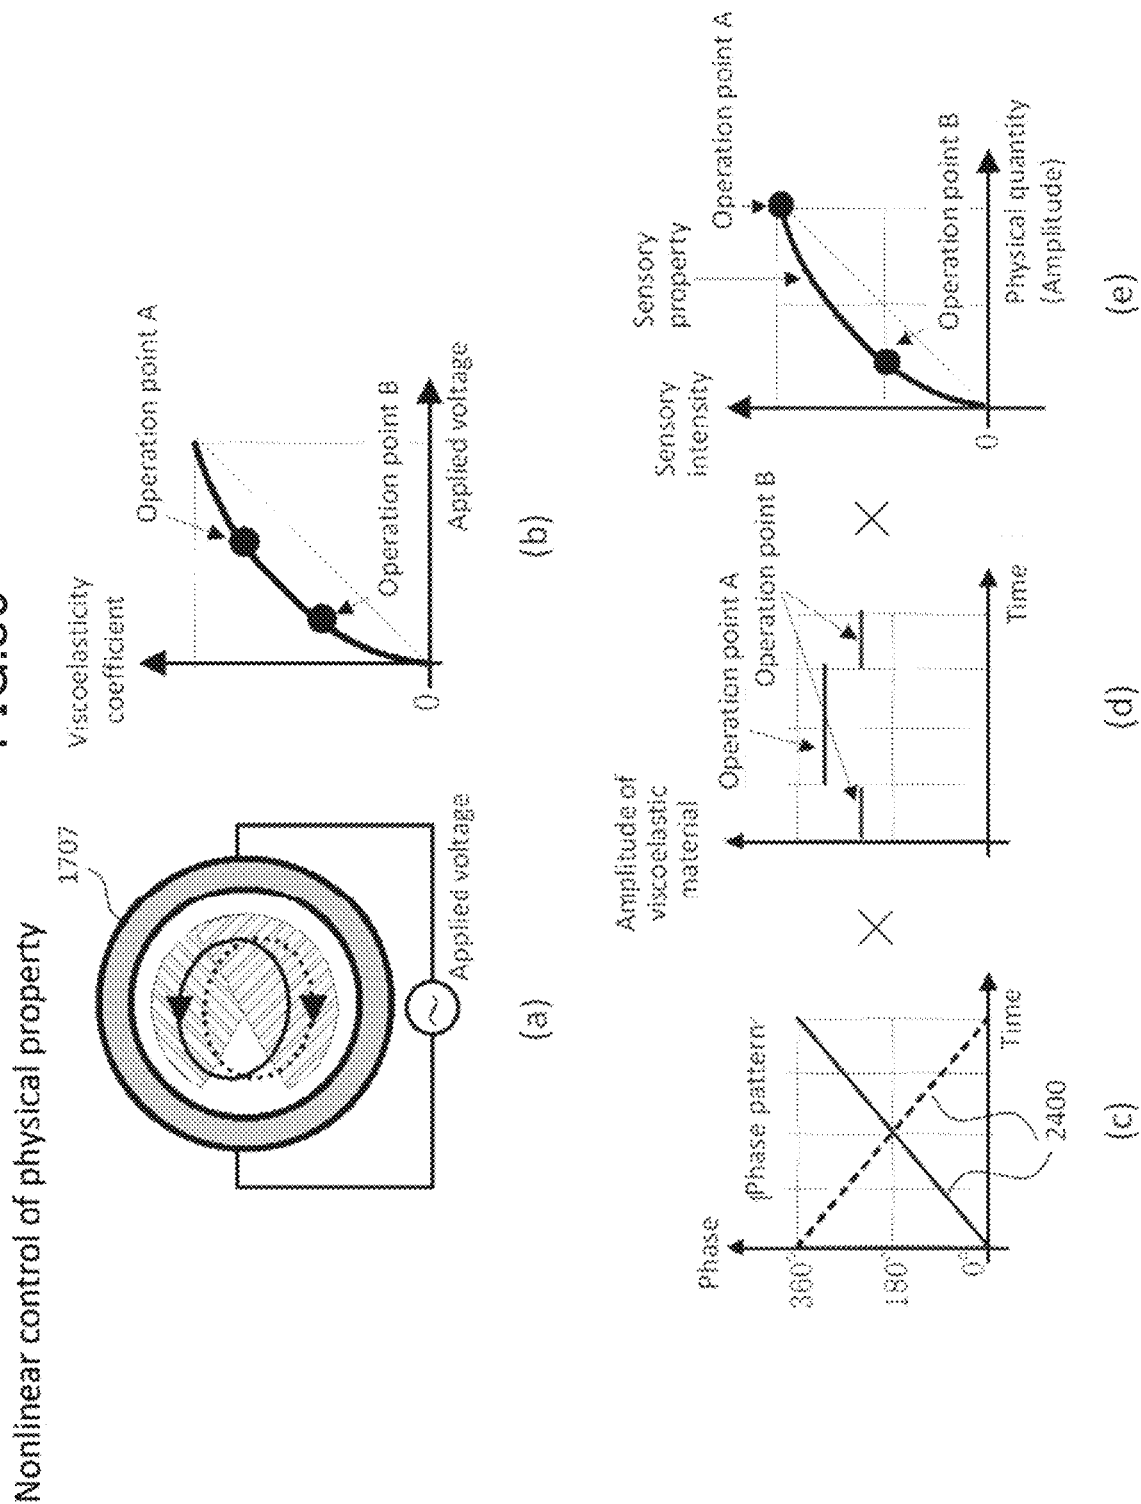 Nonlinear control of physical property
1707
Applied voltage
(a)
Viscoelasticity
coefficient
Operation point A
Operation point B
0
Applied voltage
(b)
Phase
(Phase pattern)
360°
180°
0°
Time
2400
(c)
Amplitude of
viscoelastic
material
Operation point A
Operation point B
Time
(d)
Sensory
intensity
Sensory
property
Operation point A
Operation point B
0
Physical quantity
(Amplitude)
(e)